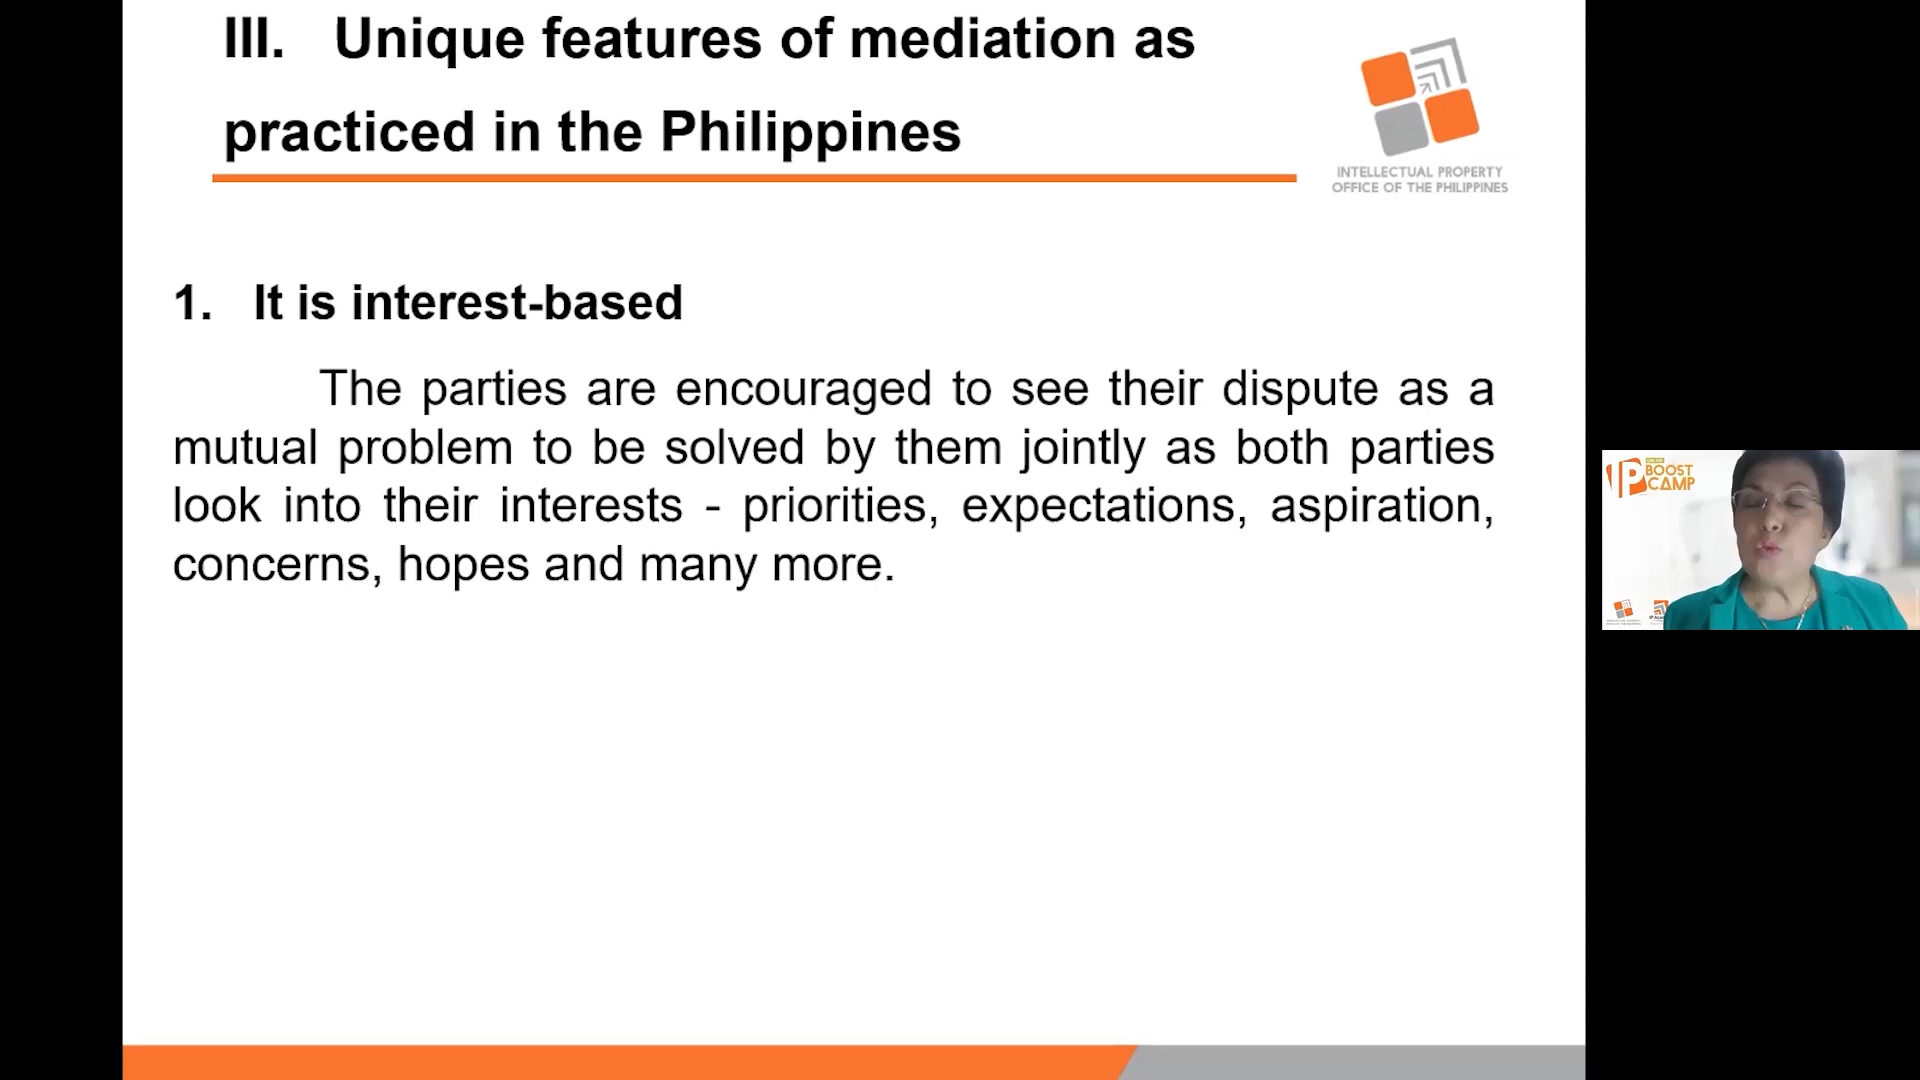 III. Unique features of mediation as
practiced in the Philippines
INTELLECTUAL PROPERTY
OFFICE OF THE PHILIPPINES
1. It is interest-based
The parties are encouraged to see their dispute as a
mutual problem to be solved by them jointly as both parties
look into their interests - priorities, expectations, aspiration,
concerns, hopes and many more.
IP BOOST
CAMP